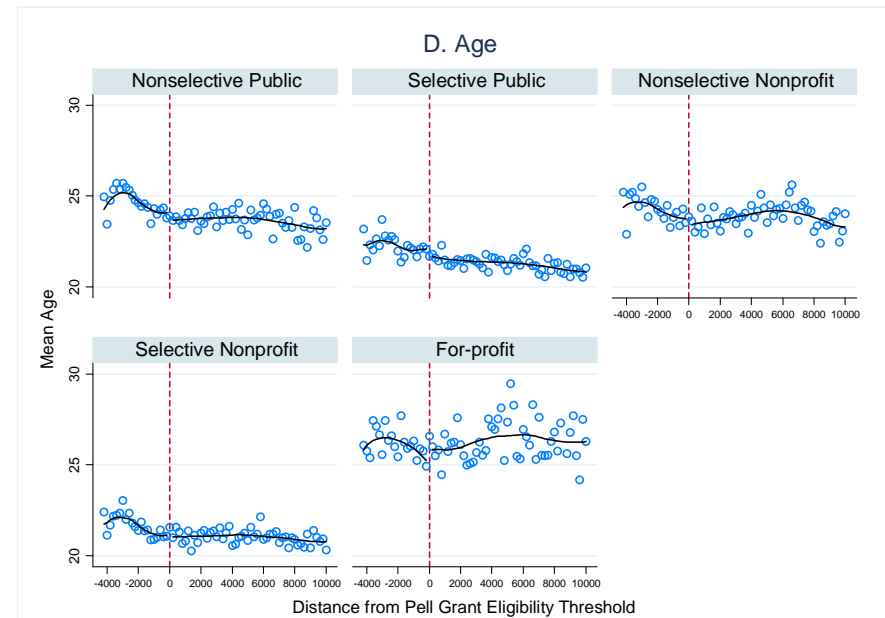 D. Age
Nonselective Public
Selective Public
Nonselective Nonprofit
30
25
20
-4000 -2000 0 2000 4000 6000 8000 10000
Mean Age
Selective Nonprofit
For-profit
30
25
20
-4000 -2000 0 2000 4000 6000 8000 10000
-4000 -2000 0 2000 4000 6000 8000 10000
Distance from Pell Grant Eligibility Threshold